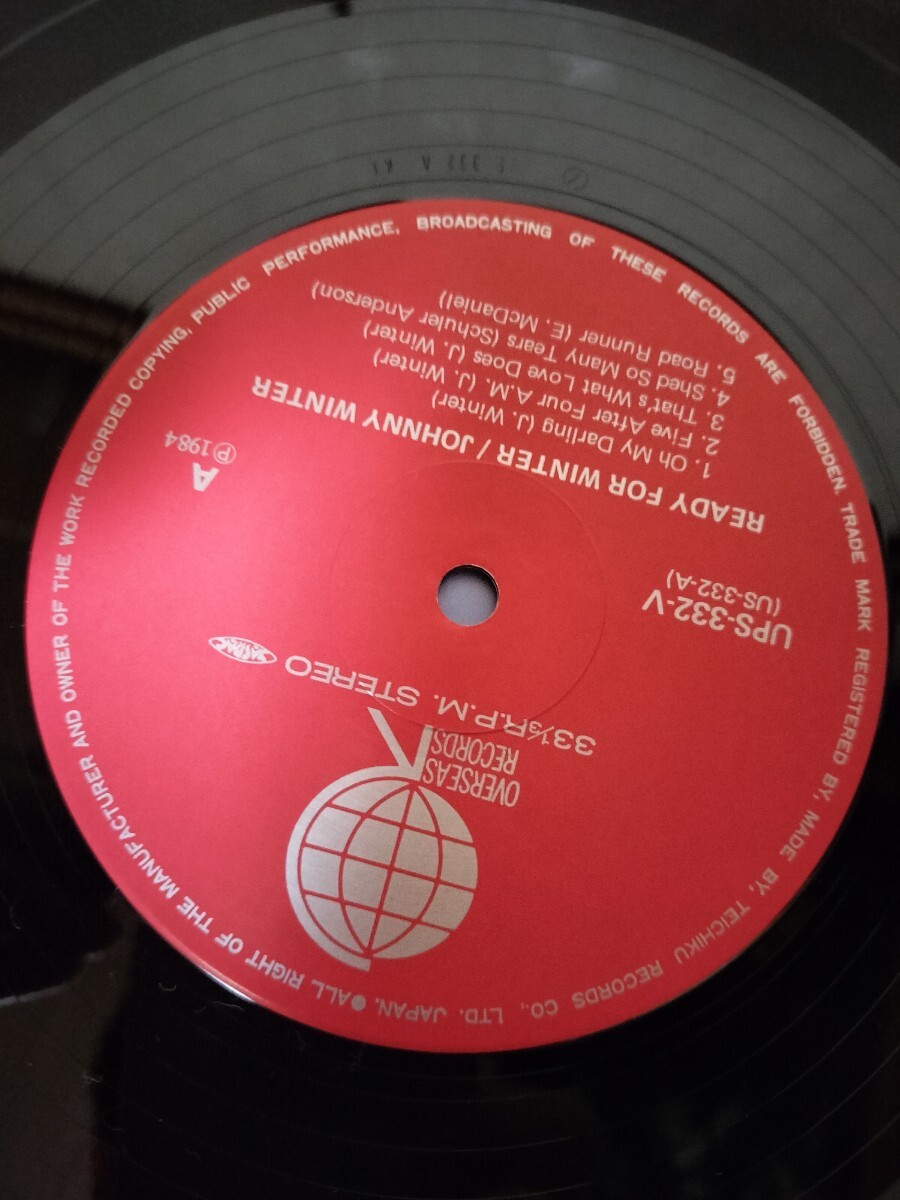 OVERSEAS
RECORDS
33⅓R.P.M. STEREO
UPS-332-V
(US-332-A)
READY FOR WINTER / JOHNNY WINTER
A
Ⓟ1984
1. Oh My Darling (J. Winter)
2. Five After Four A.M. (J. Winter)
3. That's What Love Does (J. Winter)
4. Shed So Many Tears (Schuler Anderson)
5. Road Runner (E. McDaniel)
●ALL RIGHT OF THE MANUFACTURER AND OWNER OF THE WORK RECORDED COPYING, PUBLIC PERFORMANCE, BROADCASTING OF THESE RECORDS ARE FORBIDDEN. TRADE MARK REGISTERED BY, MADE BY, TEICHIKU RECORDS CO., LTD. JAPAN.